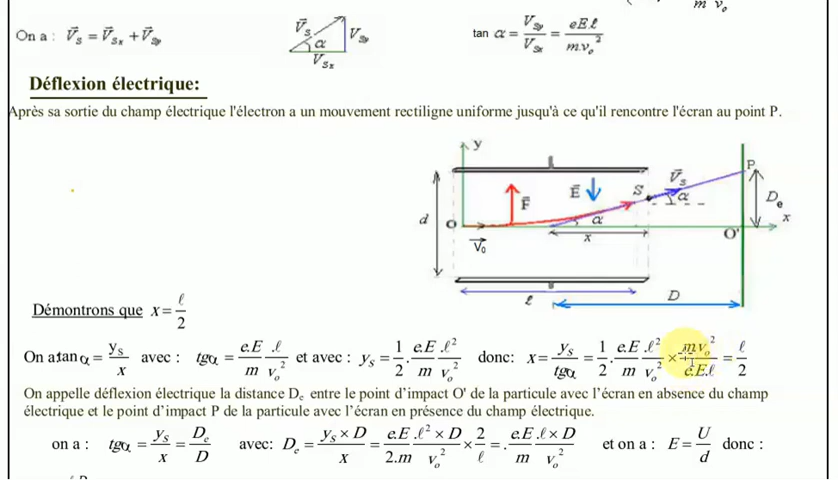 m v₀
On a : V⃗s = V⃗Sx + V⃗Sy
V⃗s α VSy VSx
tan α = VSy / VSx = eEℓ / m.v₀²
Déflexion électrique:
Après sa sortie du champ électrique l'électron a un mouvement rectiligne uniforme jusqu'à ce qu'il rencontre l'écran au point P.
y
P
E⃗ S V⃗s α
F⃗
De
d
O α x
V⃗₀ x O'
ℓ D
Démontrons que x = ℓ/2
On a tan α = ys / x avec : tgα = e.E .ℓ / m v₀² et avec : ys = 1/2 . e.E .ℓ² / m v₀² donc: x = ys / tgα = 1/2 . e.E .ℓ² / m v₀² × mv₀² / e.E.ℓ = ℓ/2
On appelle déflexion électrique la distance De entre le point d'impact O' de la particule avec l'écran en absence du champ
électrique et le point d'impact P de la particule avec l'écran en présence du champ électrique.
on a : tgα = ys / x = De / D avec: De = ys × D / x = e.E .ℓ² × D / 2.m v₀² × 2/ℓ = . e.E .ℓ × D / m v₀² et on a : E = U/d donc :